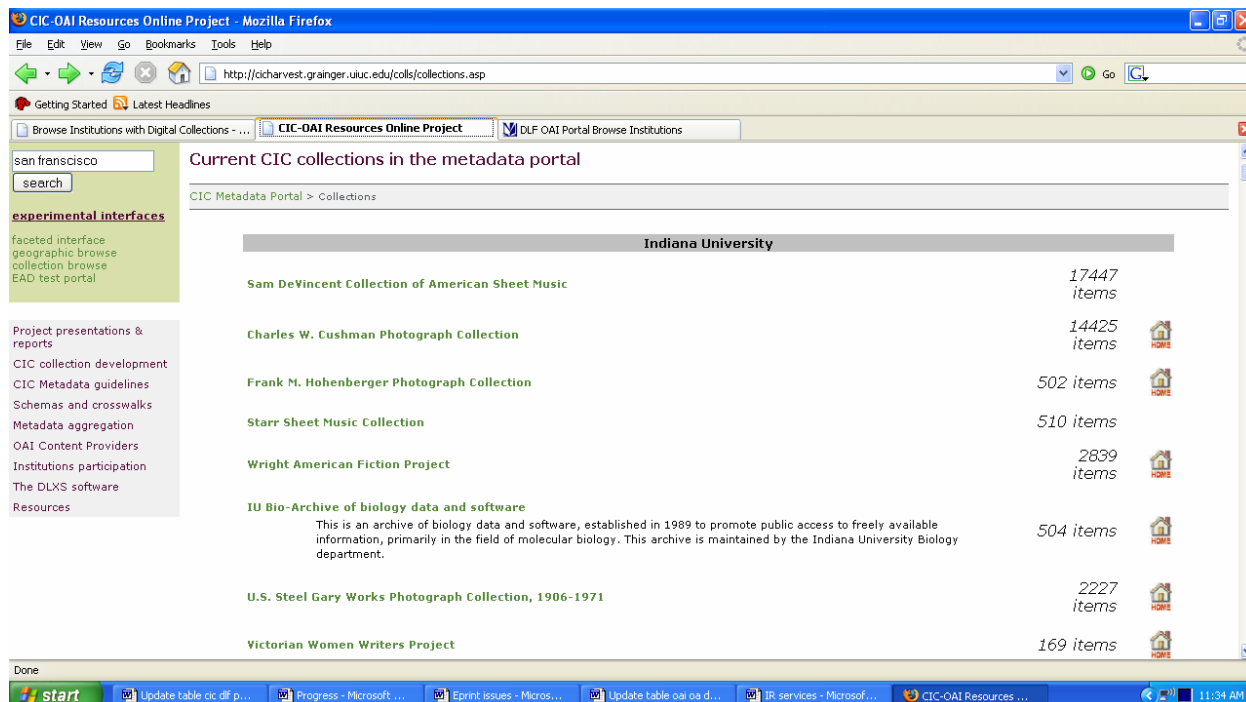 CIC-OAI Resources Online Project - Mozilla Firefox
File Edit View Go Bookmarks Tools Help
http://cicharvest.grainger.uiuc.edu/colls/collections.asp
Go
G
Getting Started Latest Headlines
Browse Institutions with Digital Collections - ...
CIC-OAI Resources Online Project
DLF OAI Portal Browse Institutions
san franscisco
search
experimental interfaces
faceted interface
geographic browse
collection browse
EAD test portal
Project presentations &
reports
CIC collection development
CIC Metadata guidelines
Schemas and crosswalks
Metadata aggregation
OAI Content Providers
Institutions participation
The DLXS software
Resources
Current CIC collections in the metadata portal
CIC Metadata Portal > Collections
Indiana University
Sam DeVincent Collection of American Sheet Music
17447
items
Charles W. Cushman Photograph Collection
14425
items
HOME
Frank M. Hohenberger Photograph Collection
502 items
HOME
Starr Sheet Music Collection
510 items
Wright American Fiction Project
2839
items
HOME
IU Bio-Archive of biology data and software
This is an archive of biology data and software, established in 1989 to promote public access to freely available
information, primarily in the field of molecular biology. This archive is maintained by the Indiana University Biology
department.
504 items
HOME
U.S. Steel Gary Works Photograph Collection, 1906-1971
2227
items
HOME
Victorian Women Writers Project
169 items
HOME
Done
start
Update table cic dlf p...
Progress - Microsoft ...
Eprint issues - Micros...
Update table oai oa d...
IR services - Microsof...
CIC-OAI Resources ...
11:34 AM